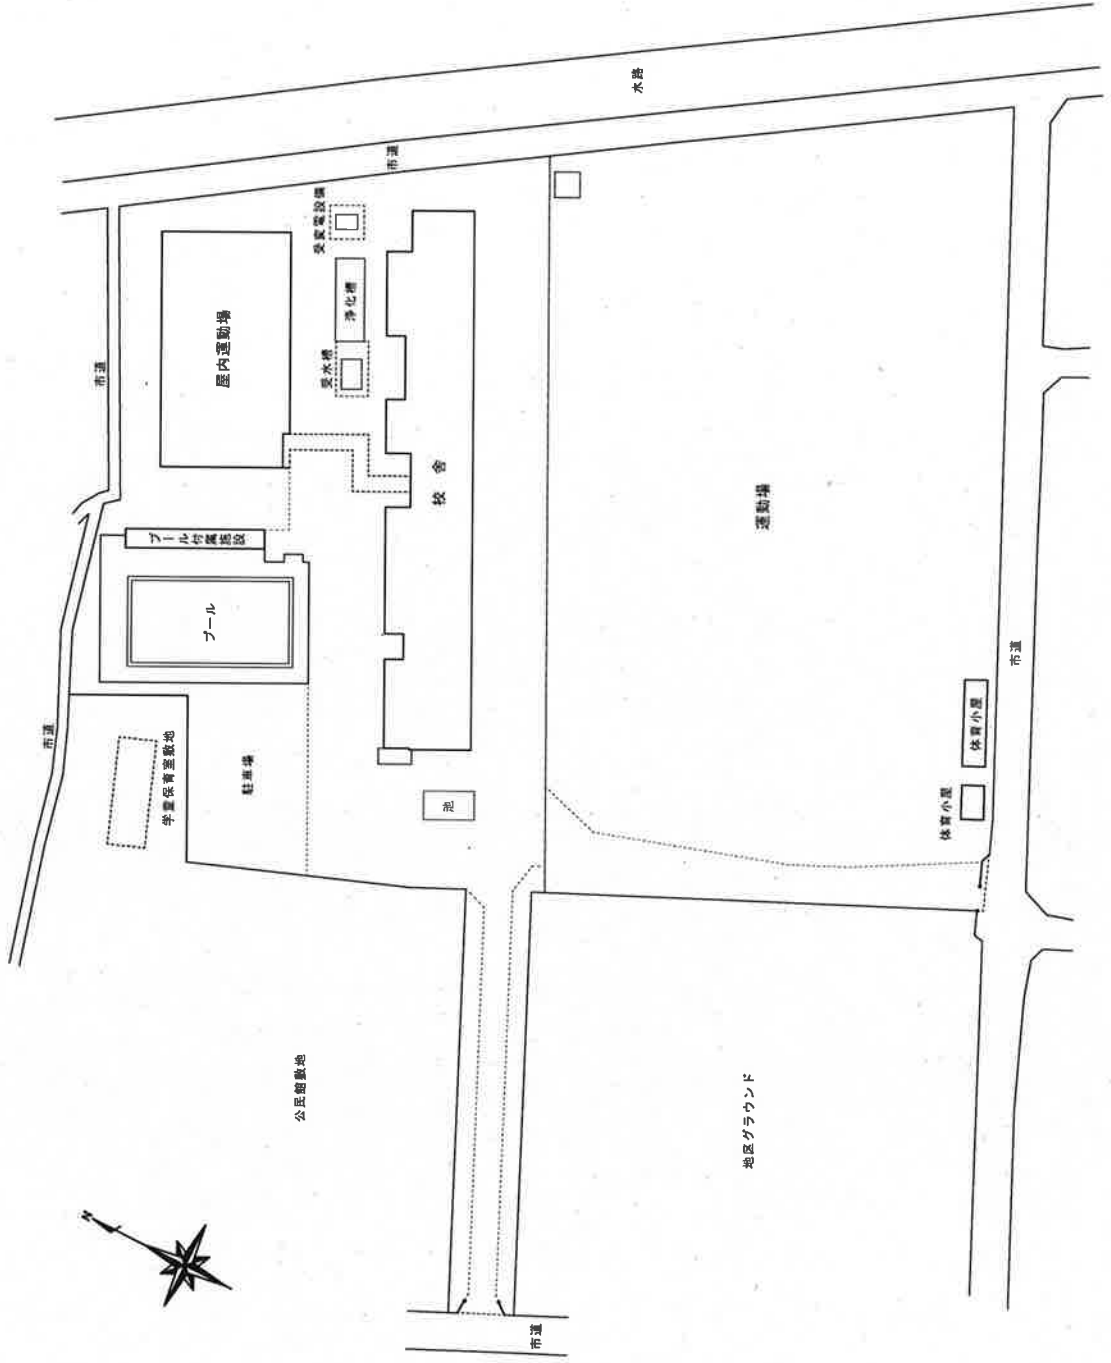 水路
市道
受変電設備
浄化槽
受水槽
屋内運動場
市道
校舎
プール付属施設
プール
運動場
市道
市道
体育小屋
体育小屋
学童保育室敷地
駐車場
池
公民館敷地
地区グラウンド
N
市道